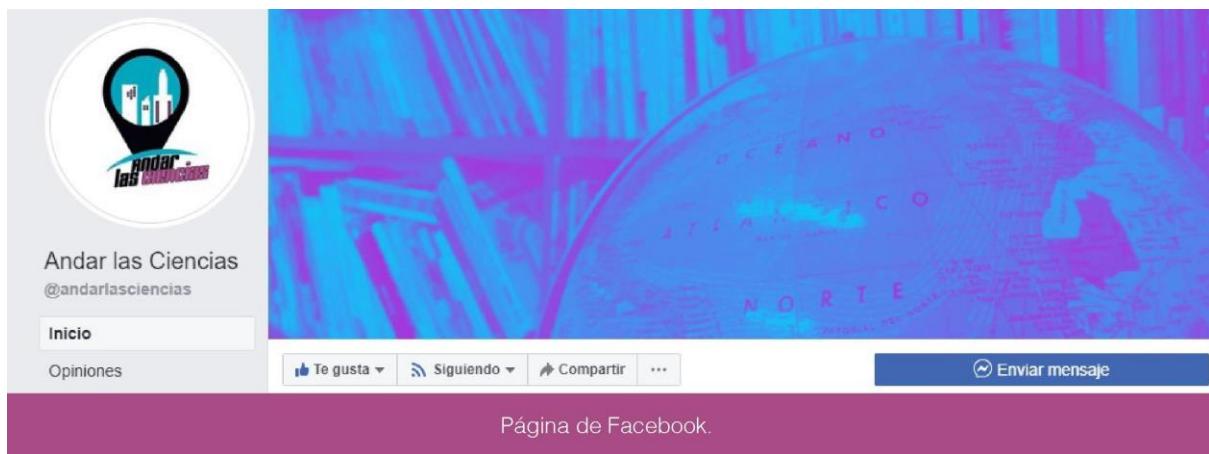 Andar
las ciencias
Andar las Ciencias
@andarlasciencias
Inicio
Opiniones
OCEANO
ATLANTICO
NORTE
Te gusta
Siguiendo
Compartir
...
Enviar mensaje
Página de Facebook.